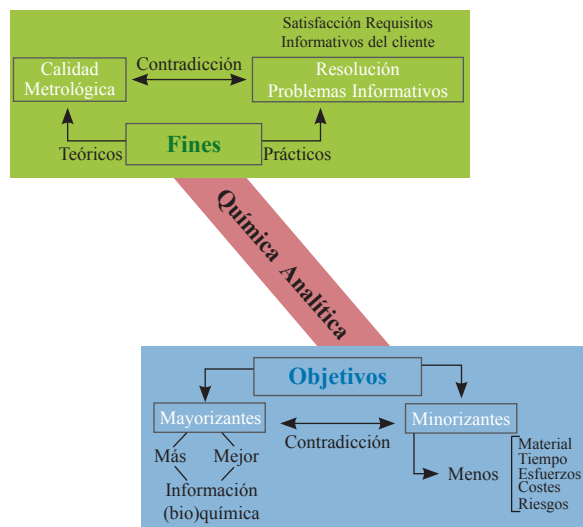 Satisfacción Requisitos
Informativos del cliente
Calidad
Metrológica
Contradicción
Resolución
Problemas Informativos
Teóricos
Fines
Prácticos
Química Analítica
Objetivos
Mayorizantes
Contradicción
Minorizantes
Más
Mejor
Información
(bio)química
Menos
Material
Tiempo
Esfuerzos
Costes
Riesgos